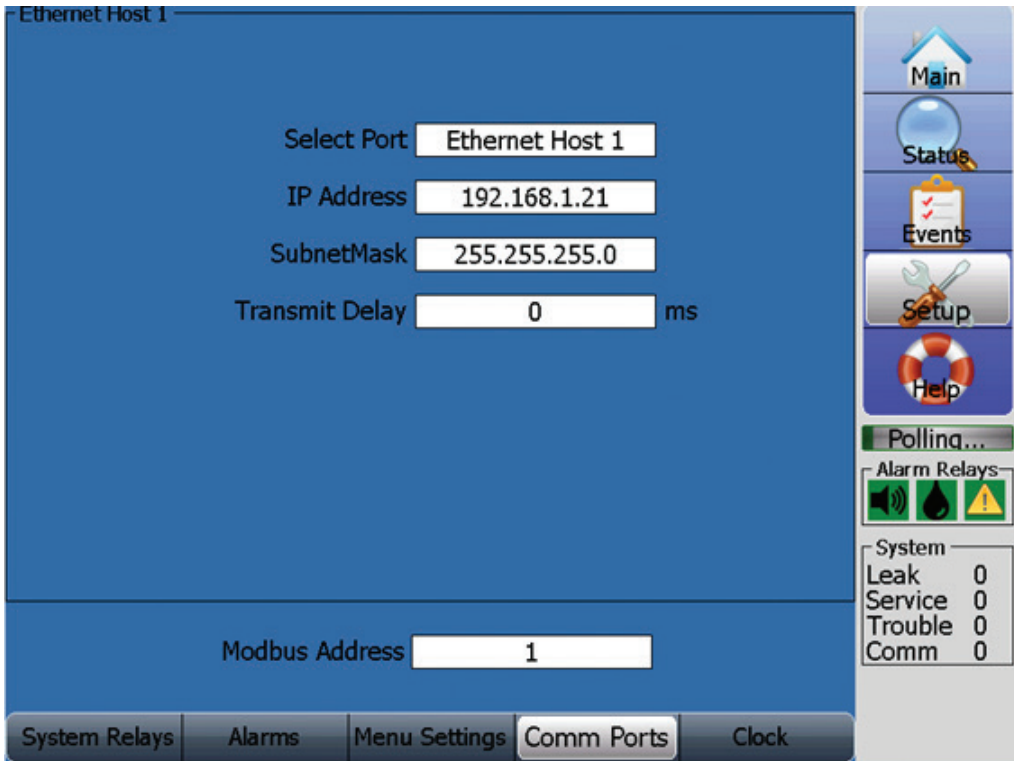 Ethernet Host 1
Select Port Ethernet Host 1
IP Address 192.168.1.21
SubnetMask 255.255.255.0
Transmit Delay 0 ms
Modbus Address 1
System Relays Alarms Menu Settings Comm Ports Clock
Main
Status
Events
Setup
Help
Polling...
Alarm Relays
System
Leak 0
Service 0
Trouble 0
Comm 0